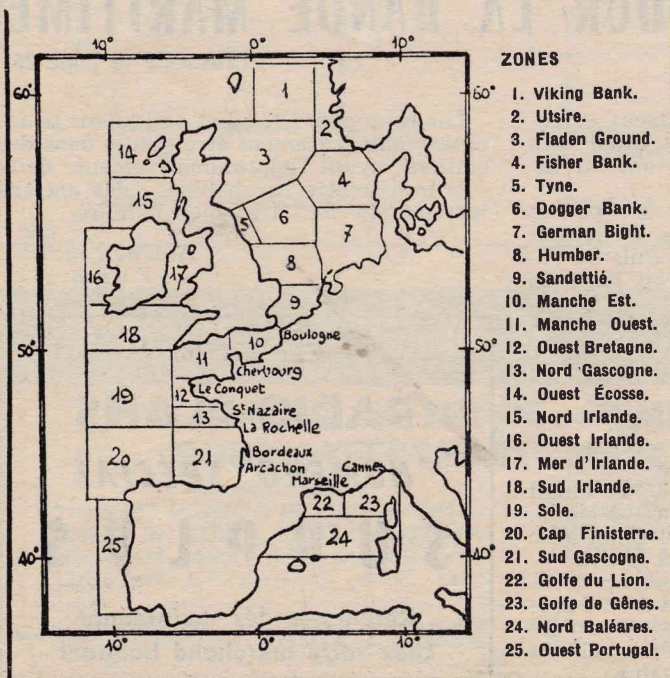 10° 0° 10°
ZONES
60° 60°
1. Viking Bank.
2. Utsire.
3. Fladen Ground.
4. Fisher Bank.
5. Tyne.
6. Dogger Bank.
7. German Bight.
8. Humber.
9. Sandettié.
10. Manche Est.
11. Manche Ouest.
12. Ouest Bretagne.
13. Nord Gascogne.
14. Ouest Écosse.
15. Nord Irlande.
16. Ouest Irlande.
17. Mer d'Irlande.
18. Sud Irlande.
19. Sole.
20. Cap Finisterre.
21. Sud Gascogne.
22. Golfe du Lion.
23. Golfe de Gênes.
24. Nord Baléares.
25. Ouest Portugal.
1
2
14
3
4
15
5
6
7
16
17
8
9
18
50° 50°
10
Boulogne
11
Cherbourg
Le Conquet
19
12
13
St Nazaire
La Rochelle
20
21
Bordeaux
Arcachon
Cannes
Marseille
22
23
25
24
40° 40°
10° 0° 10°